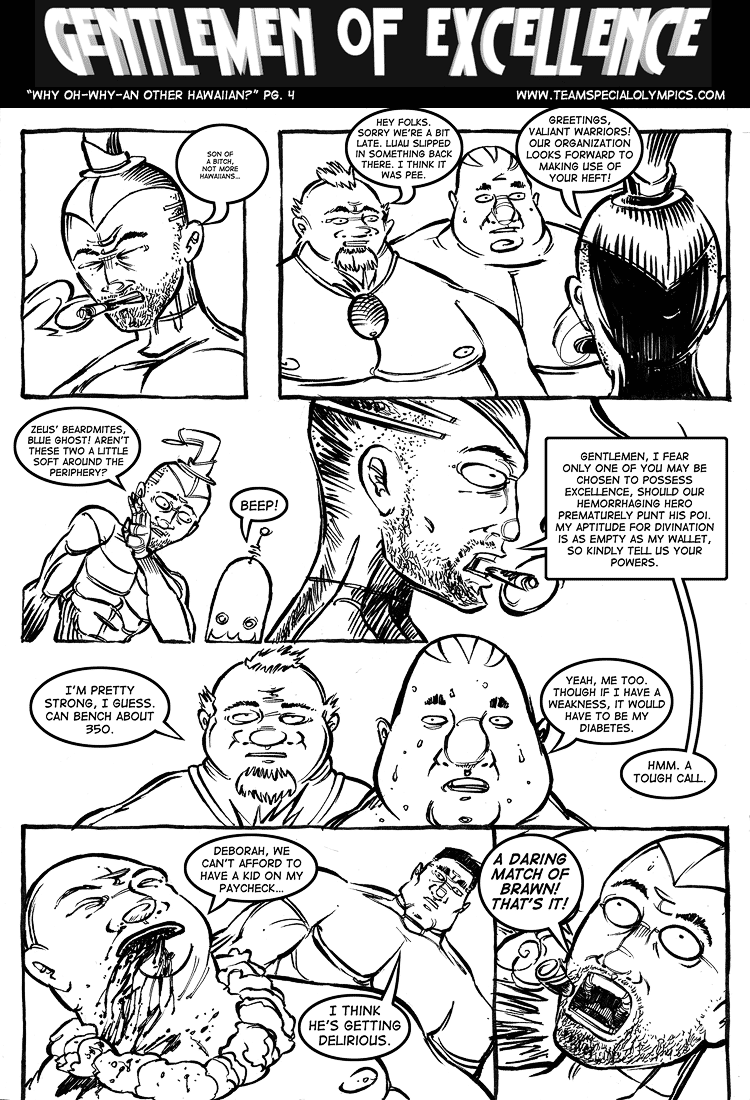 GENTLEMEN OF EXCELLENCE
"WHY OH-WHY-AN OTHER HAWAIIAN?" PG. 4
WWW.TEAMSPECIALOLYMPICS.COM
SON OF
A BITCH,
NOT MORE
HAWAIIANS...
HEY FOLKS.
SORRY WE'RE A BIT
LATE. LUAU SLIPPED
IN SOMETHING BACK
THERE. I THINK IT
WAS PEE.
GREETINGS,
VALIANT WARRIORS!
OUR ORGANIZATION
LOOKS FORWARD TO
MAKING USE OF
YOUR HEFT!
ZEUS' BEARDMITES,
BLUE GHOST! AREN'T
THESE TWO A LITTLE
SOFT AROUND THE
PERIPHERY?
BEEP!
GENTLEMEN, I FEAR
ONLY ONE OF YOU MAY BE
CHOSEN TO POSSESS
EXCELLENCE, SHOULD OUR
HEMORRHAGING HERO
PREMATURELY PUNT HIS POI.
MY APTITUDE FOR DIVINATION
IS AS EMPTY AS MY WALLET,
SO KINDLY TELL US YOUR
POWERS.
I'M PRETTY
STRONG, I GUESS.
CAN BENCH ABOUT
350.
YEAH, ME TOO.
THOUGH IF I HAVE A
WEAKNESS, IT WOULD
HAVE TO BE MY
DIABETES.
HMM. A
TOUGH CALL.
DEBORAH, WE
CAN'T AFFORD TO
HAVE A KID ON MY
PAYCHECK...
I THINK
HE'S GETTING
DELIRIOUS.
A DARING
MATCH OF
BRAWN!
THAT'S IT!